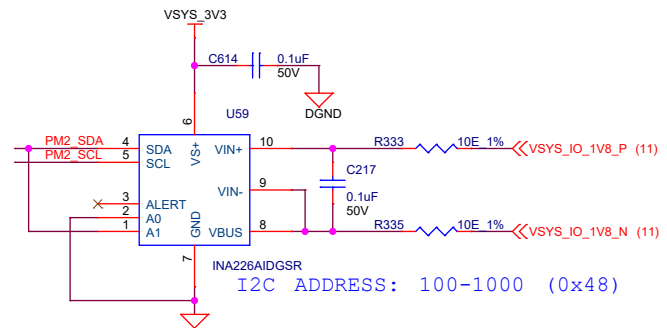 VSYS_3V3
C614 0.1uF
50V
U59
DGND
6
PM2_SDA 4 SDA VS+ VIN+ 10 R333 10E_1% VSYS_IO_1V8_P (11)
PM2_SCL 5 SCL
C217
VIN- 9
0.1uF
50V
3 ALERT
2 A0 GND
1 A1 VBUS 8 R335 10E_1% VSYS_IO_1V8_N (11)
7
INA226AIDGSR
I2C ADDRESS: 100-1000 (0x48)